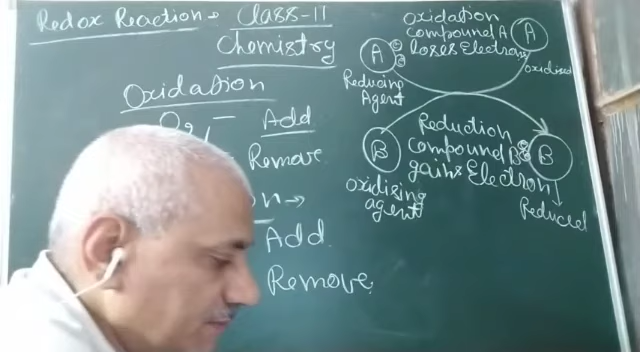 Redox Reaction - Class-11
Chemistry
Oxidation
Add
Remove
n →
Add
Remove
Oxidation
compound A
loses Electrons
A
A
oxidised
Reducing
Agent
Reduction
compound B
gains Electron
B
B
oxidising
agent
Reduced